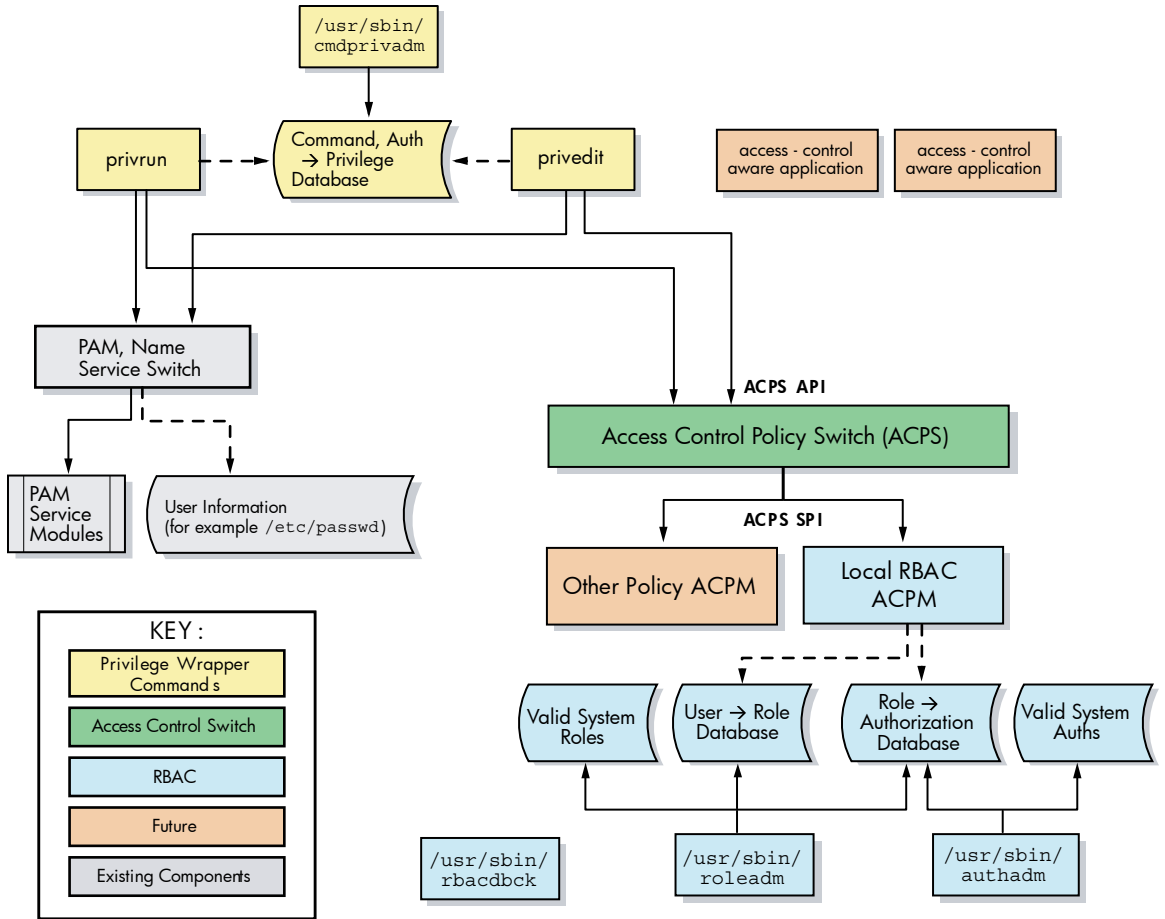 /usr/sbin/
cmdprivadm
privrun
Command, Auth
→ Privilege
Database
privedit
access - control
aware application
access - control
aware application
PAM, Name
Service Switch
ACPS API
Access Control Policy Switch (ACPS)
PAM
Service
Modules
User Information
(for example /etc/passwd)
ACPS SPI
Other Policy ACPM
Local RBAC
ACPM
KEY :
Privilege Wrapper
Commands
Access Control Switch
RBAC
Future
Existing Components
Valid System
Roles
User → Role
Database
Role →
Authorization
Database
Valid System
Auths
/usr/sbin/
rbacdbck
/usr/sbin/
roleadm
/usr/sbin/
authadm